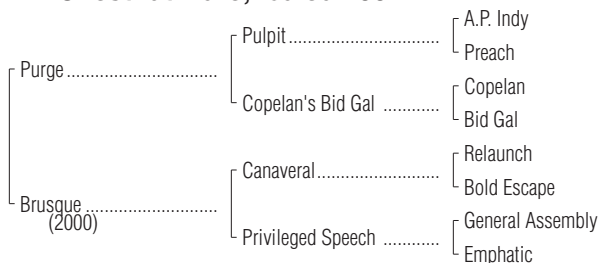 Purge
Pulpit
A.P. Indy
Preach
Copelan's Bid Gal
Copelan
Bid Gal
Brusque
(2000)
Canaveral
Relaunch
Bold Escape
Privileged Speech
General Assembly
Emphatic